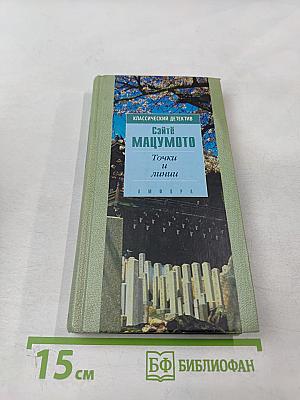 КЛАССИЧЕСКИЙ ДЕТЕКТИВ
Сэйтё
МАЦУМОТО
Точки
и
линии
АМФОРА
15 см
БФ БИБЛИОФАН